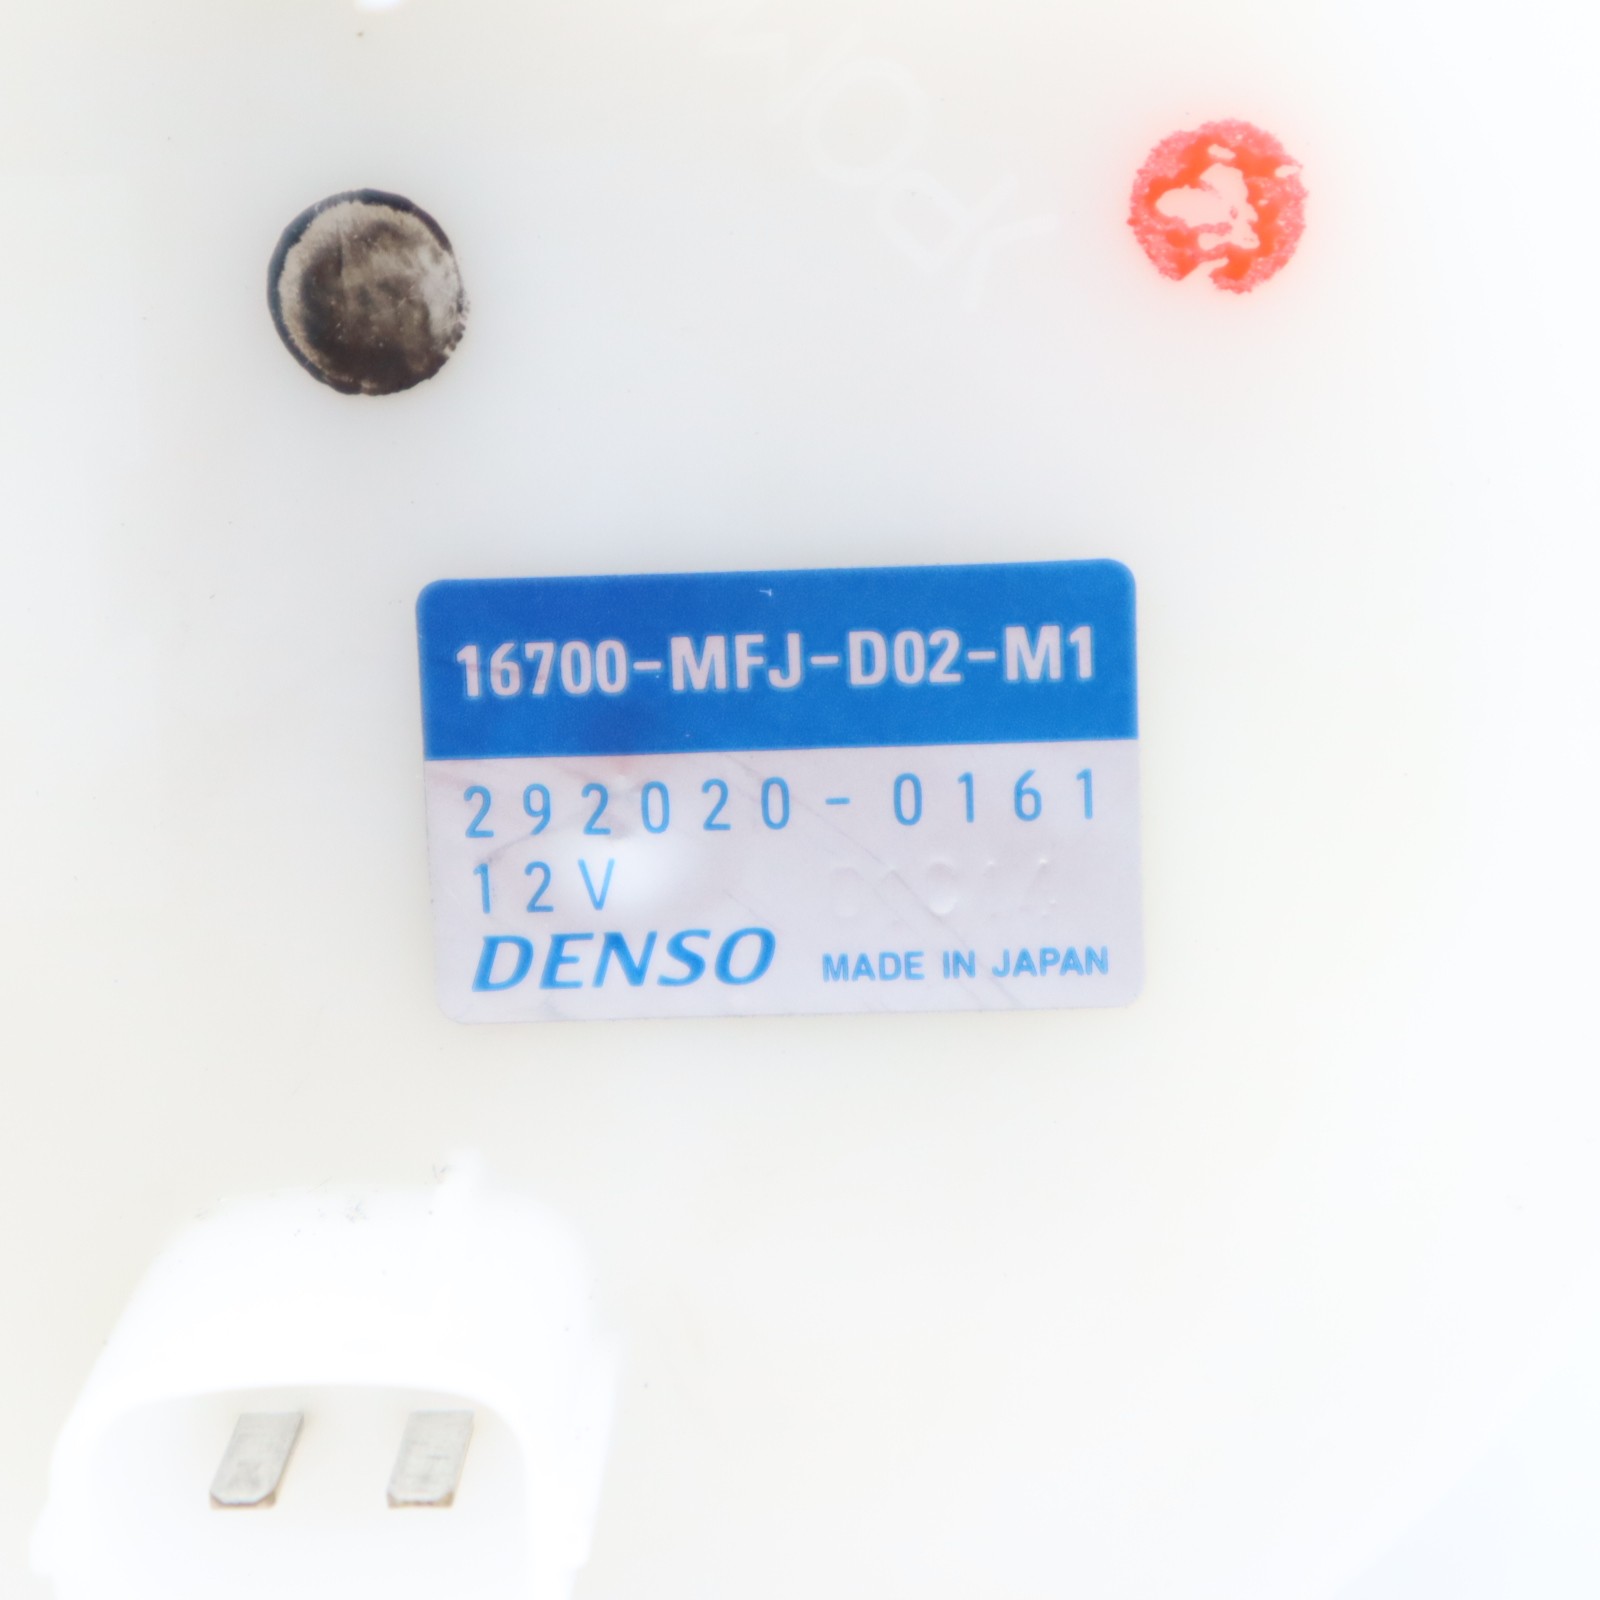 16700-MFJ-D02-M1
292020-0161
12V
DENSO MADE IN JAPAN